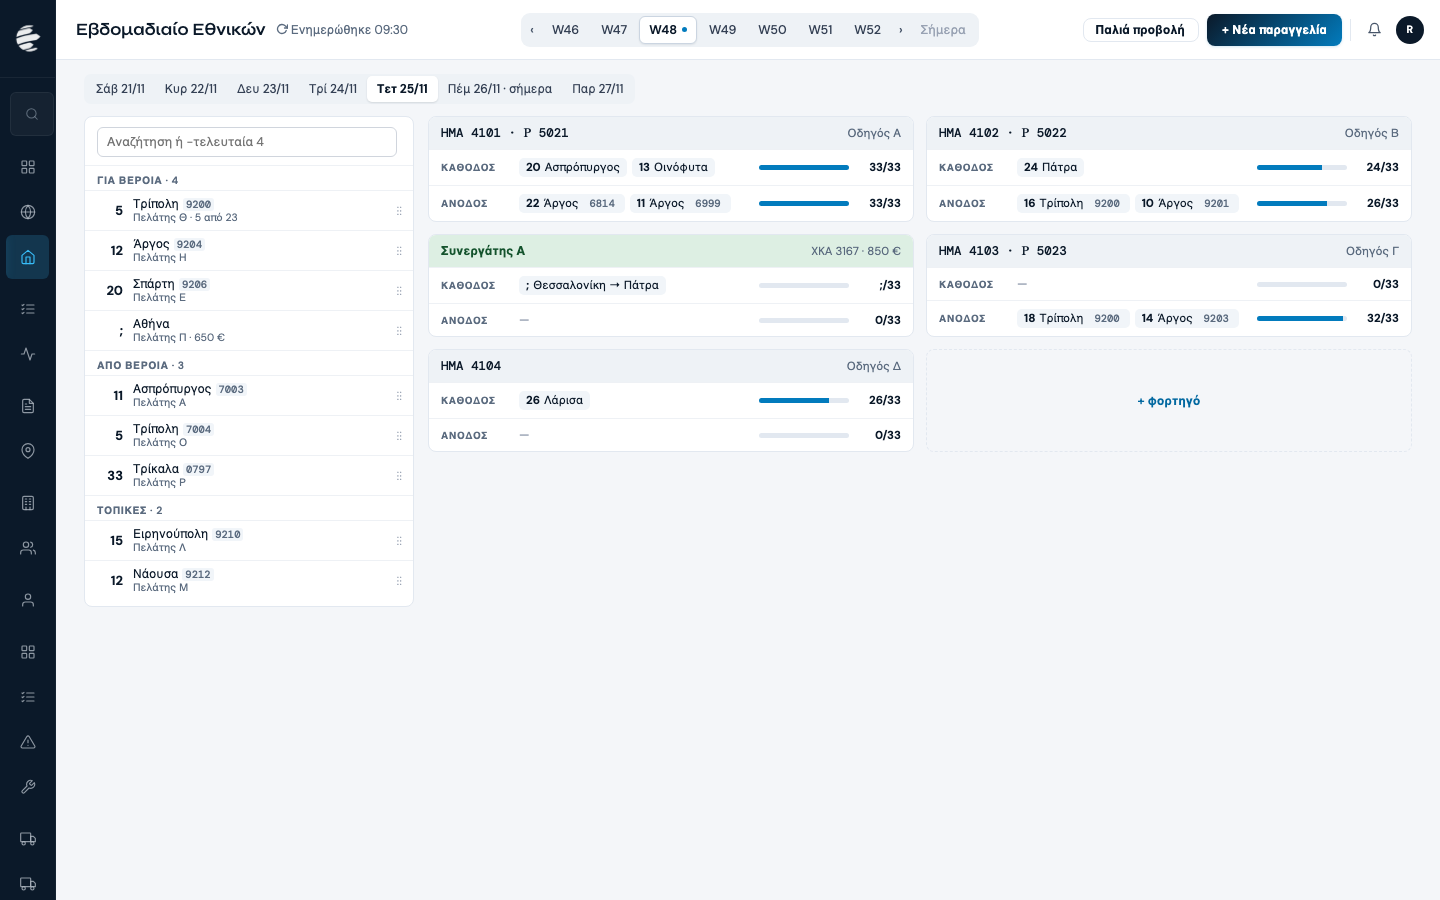 Εβδομαδιαίο Εθνικών
Ενημερώθηκε 09:30
‹ W46 W47 W48 W49 W50 W51 W52 › Σήμερα
Παλιά προβολή
+ Νέα παραγγελία
R
Σάβ 21/11 Κυρ 22/11 Δευ 23/11 Τρί 24/11 Τετ 25/11 Πέμ 26/11 · σήμερα Παρ 27/11
Αναζήτηση ή -τελευταία 4
ΓΙΑ ΒΕΡΟΙΑ · 4
5 Τρίπολη 9200
Πελάτης Θ · 5 από 23
12 Άργος 9204
Πελάτης Η
20 Σπάρτη 9206
Πελάτης Ε
; Αθήνα
Πελάτης Π · 650 €
ΑΠΟ ΒΕΡΟΙΑ · 3
11 Ασπρόπυργος 7003
Πελάτης Α
5 Τρίπολη 7004
Πελάτης Ο
33 Τρίκαλα 0797
Πελάτης Ρ
ΤΟΠΙΚΕΣ · 2
15 Ειρηνούπολη 9210
Πελάτης Λ
12 Νάουσα 9212
Πελάτης Μ
ΗΜΑ 4101 · Ρ 5021 Οδηγός Α
ΚΑΘΟΔΟΣ 20 Ασπρόπυργος 13 Οινόφυτα 33/33
ΑΝΟΔΟΣ 22 Άργος 6814 11 Άργος 6999 33/33
ΗΜΑ 4102 · Ρ 5022 Οδηγός Β
ΚΑΘΟΔΟΣ 24 Πάτρα 24/33
ΑΝΟΔΟΣ 16 Τρίπολη 9200 10 Άργος 9201 26/33
Συνεργάτης Α ΧΚΑ 3167 · 850 €
ΚΑΘΟΔΟΣ ; Θεσσαλονίκη → Πάτρα ;/33
ΑΝΟΔΟΣ — 0/33
ΗΜΑ 4103 · Ρ 5023 Οδηγός Γ
ΚΑΘΟΔΟΣ — 0/33
ΑΝΟΔΟΣ 18 Τρίπολη 9200 14 Άργος 9203 32/33
ΗΜΑ 4104 Οδηγός Δ
ΚΑΘΟΔΟΣ 26 Λάρισα 26/33
ΑΝΟΔΟΣ — 0/33
+ φορτηγό